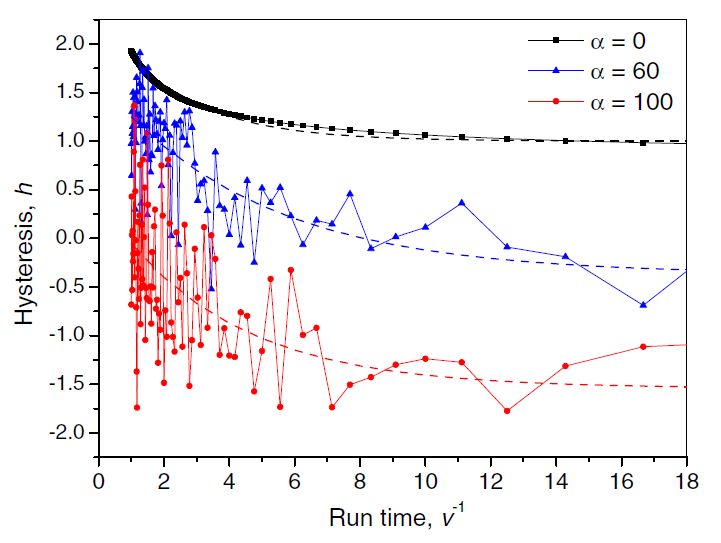 α = 0
α = 60
α = 100
Hysteresis, h
2.0
1.5
1.0
0.5
0.0
-0.5
-1.0
-1.5
-2.0
0 2 4 6 8 10 12 14 16 18
Run time, v⁻¹